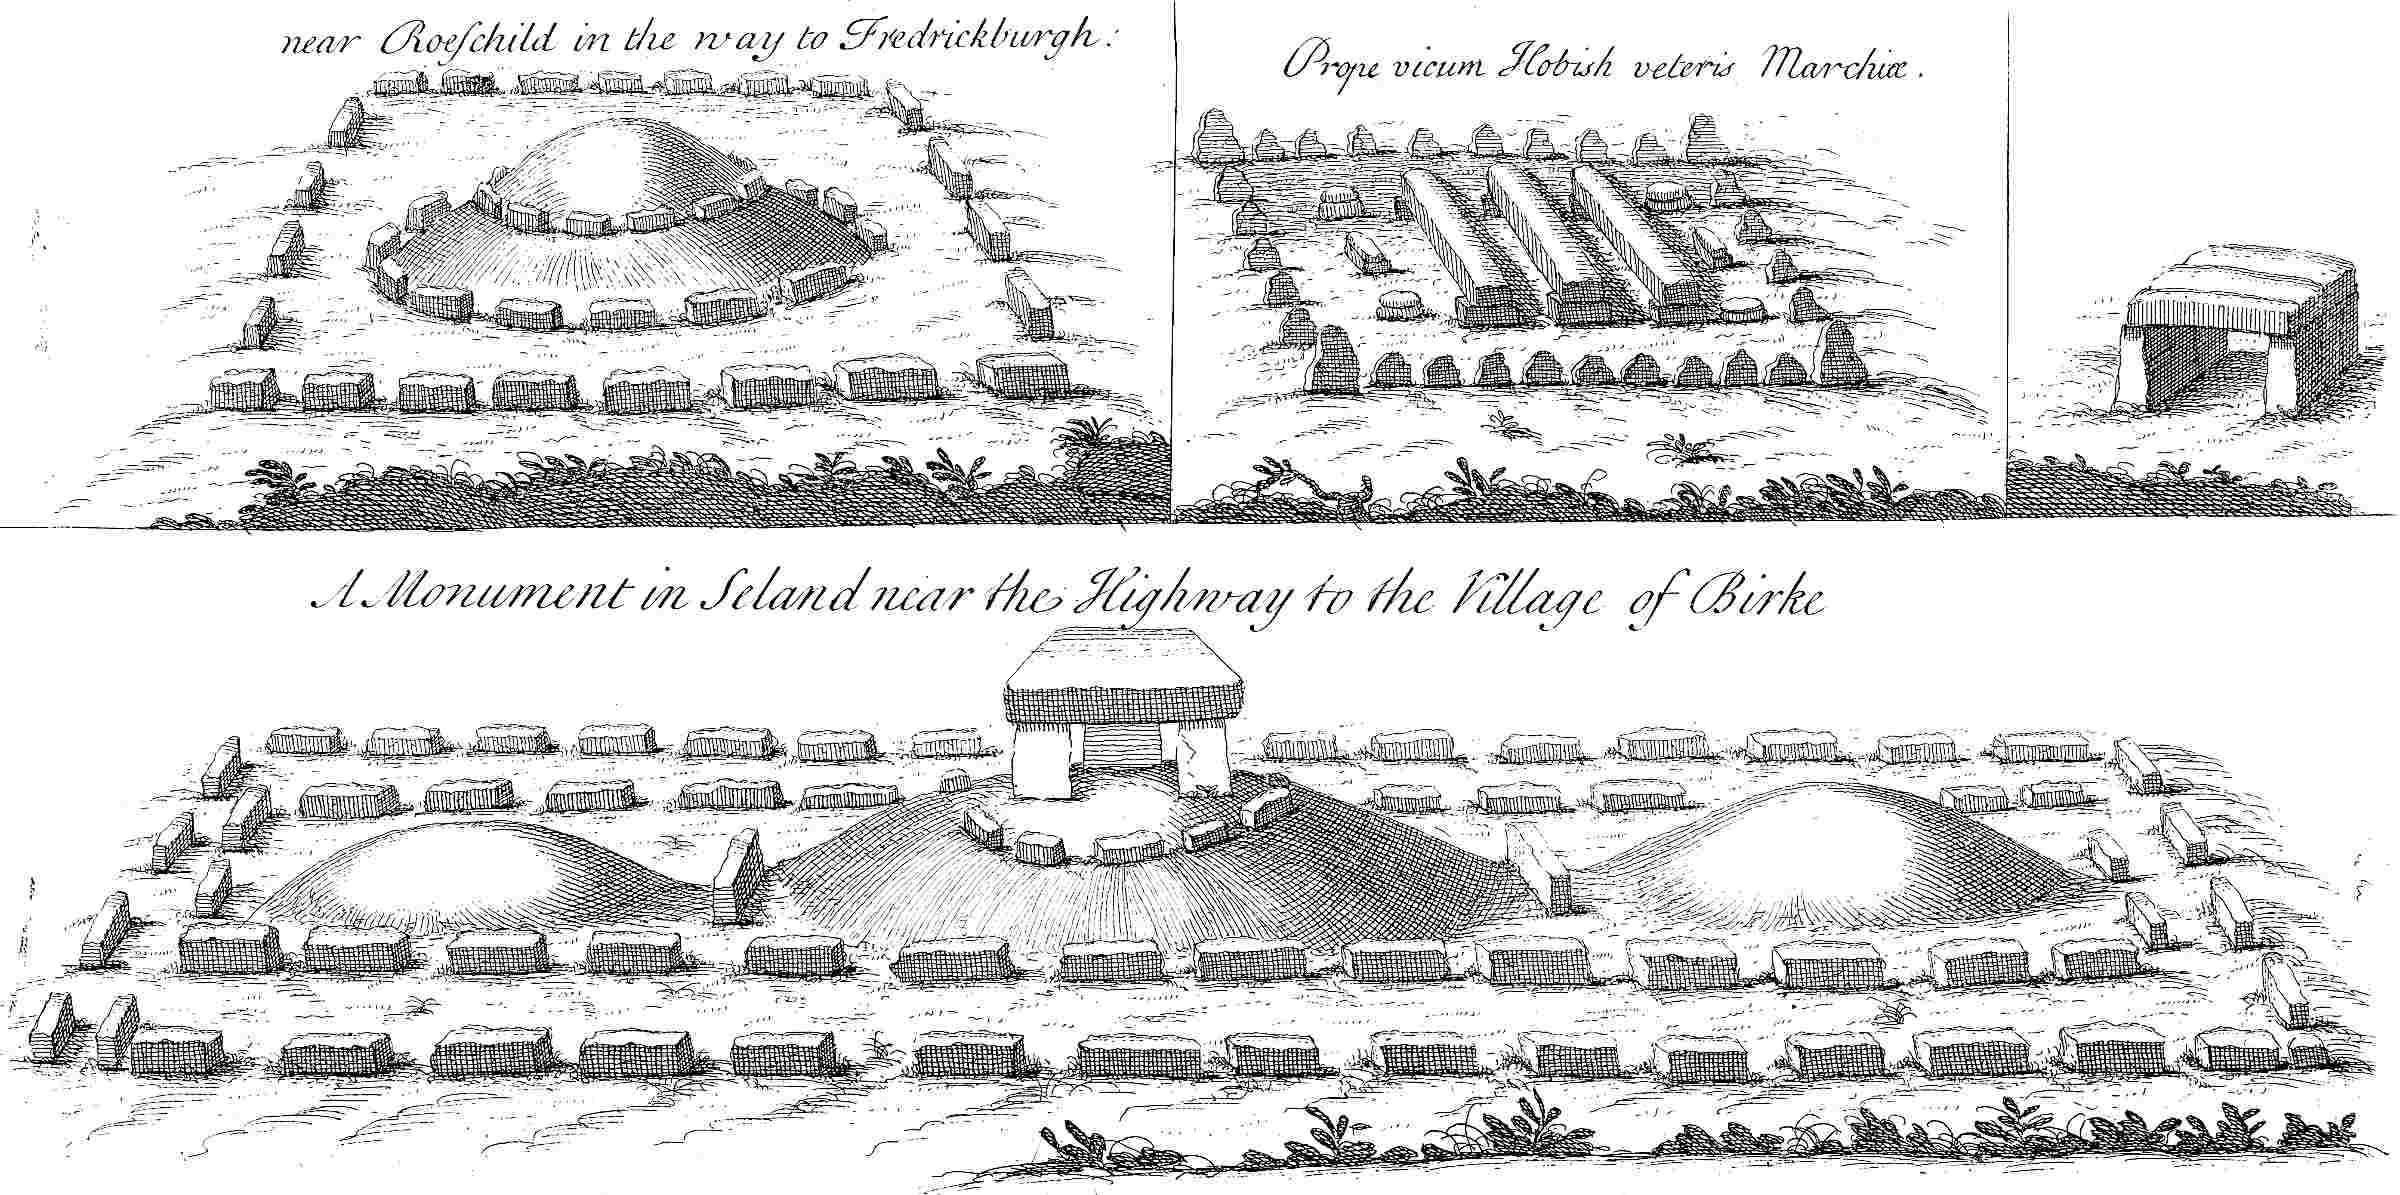 near Roeſchild in the way to Fredrickburgh:
Prope vicum Hobish veteris Marchiæ.
A Monument in Seland near the Highway to the Village of Birke